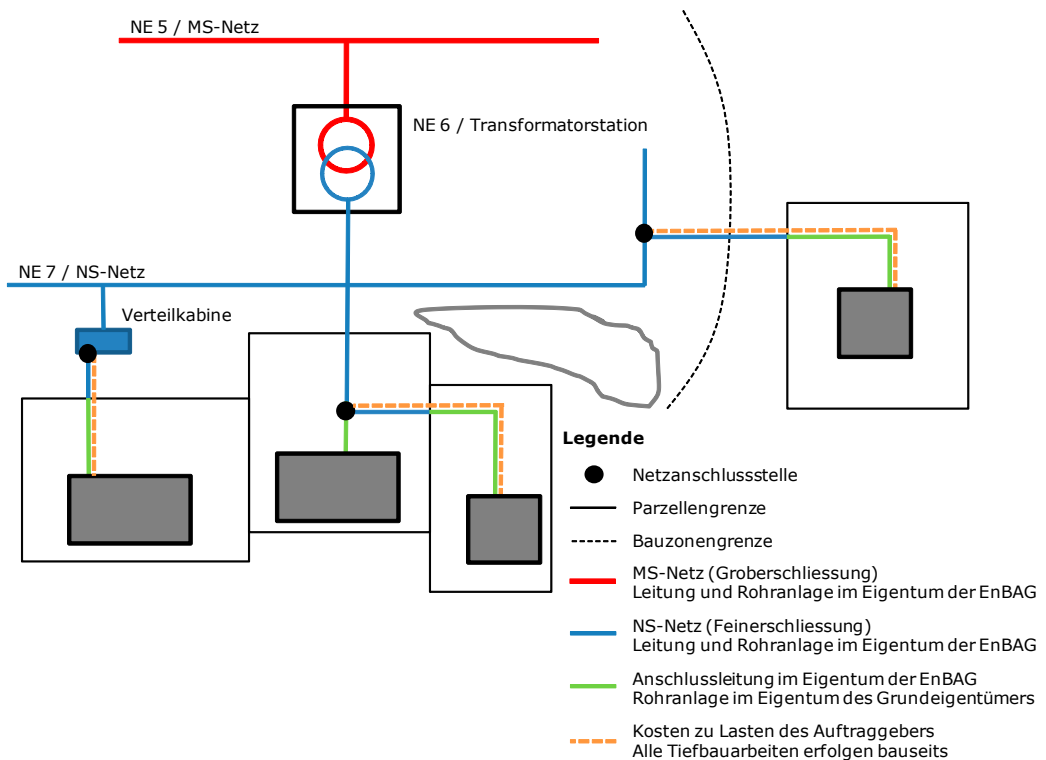 NE 5 / MS-Netz
NE 6 / Transformatorstation
NE 7 / NS-Netz
Verteilkabine
Legende
Netzanschlussstelle
Parzellengrenze
Bauzonengrenze
MS-Netz (Groberschliessung)
Leitung und Rohranlage im Eigentum der EnBAG
NS-Netz (Feinerschliessung)
Leitung und Rohranlage im Eigentum der EnBAG
Anschlussleitung im Eigentum der EnBAG
Rohranlage im Eigentum des Grundeigentümers
Kosten zu Lasten des Auftraggebers
Alle Tiefbauarbeiten erfolgen bauseits